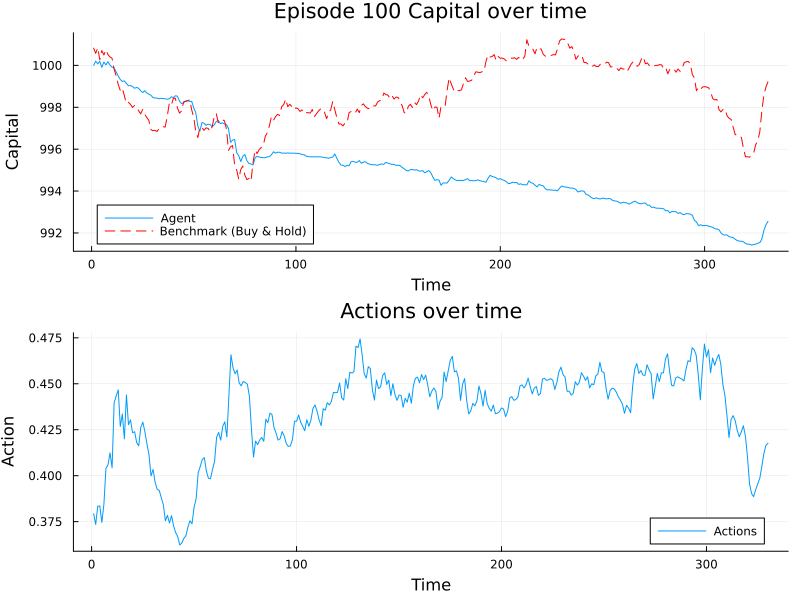 Episode 100 Capital over time
1000
998
996
994
992
Capital
Agent
Benchmark (Buy & Hold)
0
100
200
300
Time
Actions over time
0.475
0.450
0.425
0.400
0.375
Action
Actions
0
100
200
300
Time